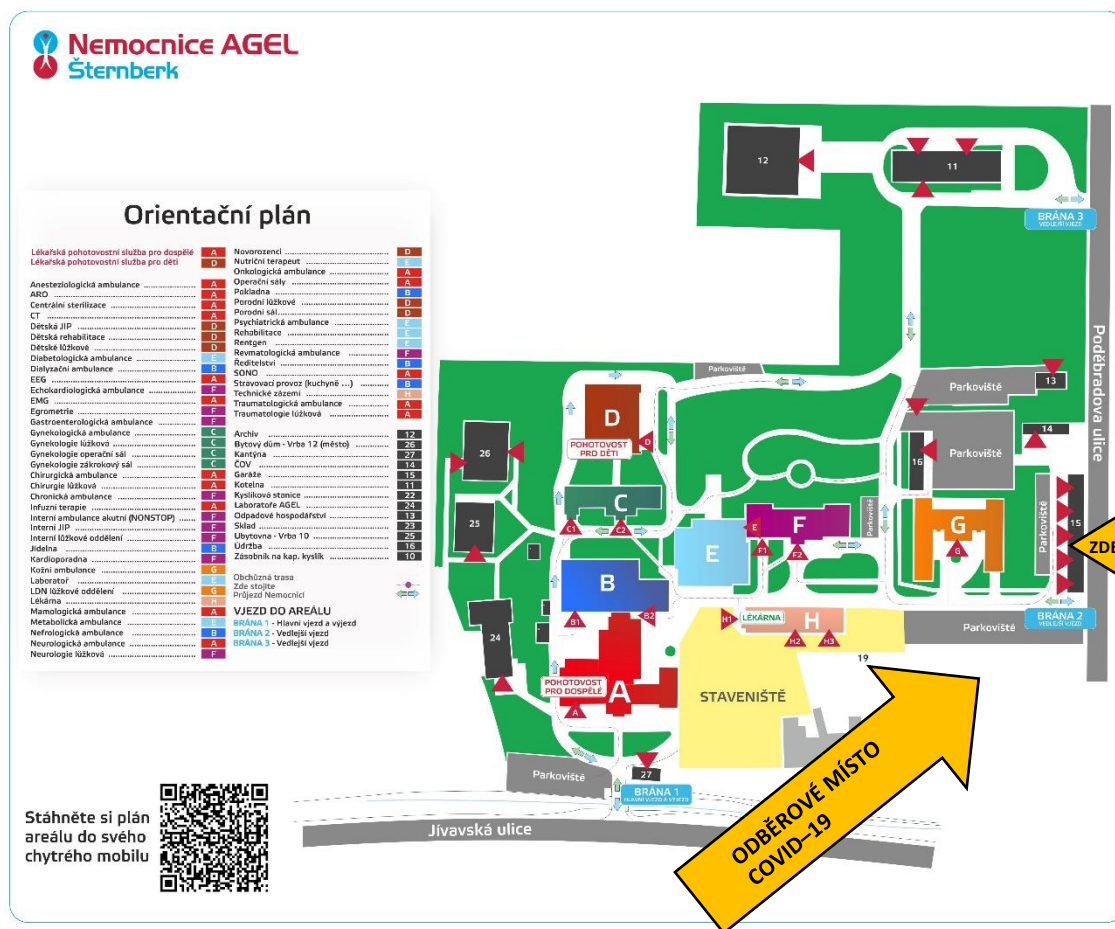 Nemocnice AGEL
Šternberk
Orientační plán
Lékařská pohotovostní služba pro dospělé A
Lékařská pohotovostní služba pro děti D
Anesteziologická ambulance A
ARO A
Centrální sterilizace A
CT A
Dětská JIP D
Dětská rehabilitace D
Dětské lůžkové D
Diabetologická ambulance E
Dialyzační ambulance B
EEG A
Echokardiologická ambulance F
EMG A
Egrometrie F
Gastroenterologická ambulance F
Gynekologická ambulance C
Gynekologie lůžková C
Gynekologie operační sál C
Gynekologie zákrokový sál C
Chirurgická ambulance A
Chirurgie lůžková A
Chronická ambulance F
Infuzní terapie A
Interní ambulance akutní (NONSTOP) F
Interní JIP F
Interní lůžkové oddělení F
Jídelna B
Kardioporadna F
Kožní ambulance G
Laboratoř E
LDN lůžkové oddělení G
Lékárna H
Mamologická ambulance A
Metabolická ambulance E
Nefrologická ambulance B
Neurologická ambulance A
Neurologie lůžková F
Novorozenci D
Nutriční terapeut E
Onkologická ambulance A
Operační sály A
Pokladna B
Porodní lůžkové D
Porodní sál D
Psychiatrická ambulance E
Rehabilitace E
Rentgen E
Revmatologická ambulance F
Ředitelství B
SONO A
Stravovací provoz (kuchyně ...) B
Technické zázemí H
Traumatologická ambulance A
Traumatologie lůžková A
Archiv 12
Bytový dům - Vrba 12 (město) 26
Kantýna 27
ČOV 14
Garáže 15
Kotelna 11
Kyslíková stanice 22
Laboratoře AGEL 24
Odpadové hospodářství 13
Sklad 23
Ubytovna - Vrba 10 25
Údržba 16
Zásobník na kap. kyslík 10
Obchůzná trasa
Zde stojíte
Průjezd Nemocnicí
VJEZD DO AREÁLU
BRÁNA 1 - Hlavní vjezd a výjezd
BRÁNA 2 - Vedlejší vjezd
BRÁNA 3 - Vedlejší vjezd
12
11
BRÁNA 3
VEDLEJŠÍ VJEZD
Poděbradova ulice
Parkoviště
Parkoviště
13
14
Parkoviště
16
15
Parkoviště
Parkoviště
D
POHOTOVOST
PRO DĚTI
D
26
C
C1
C2
25
E
E
F
F1
F2
G
G
ZDE
B
B1
B2
H1
LÉKÁRNA
H
H2
H3
Parkoviště
BRÁNA 2
VEDLEJŠÍ VJEZD
24
19
POHOTOVOST
PRO DOSPĚLÉ
A
A
STAVENIŠTĚ
Parkoviště
27
BRÁNA 1
HLAVNÍ VJEZD A VÝJEZD
Jívavská ulice
ODBĚROVÉ MÍSTO
COVID–19
Stáhněte si plán
areálu do svého
chytrého mobilu